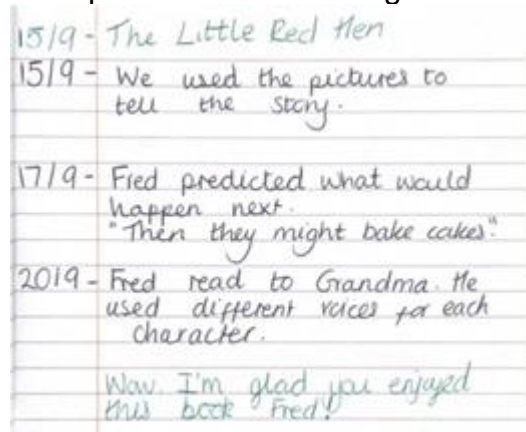 15/9 - The Little Red Hen
15/9 - We used the pictures to
tell the story.
17/9 - Fred predicted what would
happen next.
"Then they might bake cakes."
20/9 - Fred read to Grandma. He
used different voices for each
character.
Wow. I'm glad you enjoyed
this book Fred!